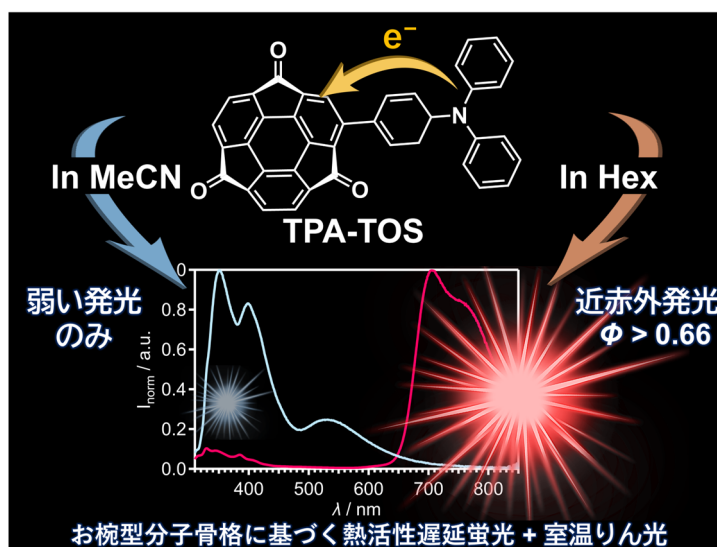 e⁻
O
N
O
O
In MeCN
In Hex
TPA-TOS
弱い発光
のみ
近赤外発光
Φ > 0.66
0
0.8
0.6
0.4
0.2
0.0
I norm / a.u.
400
500
600
700
800
λ / nm
お椀型分子骨格に基づく熱活性遅延蛍光 + 室温りん光